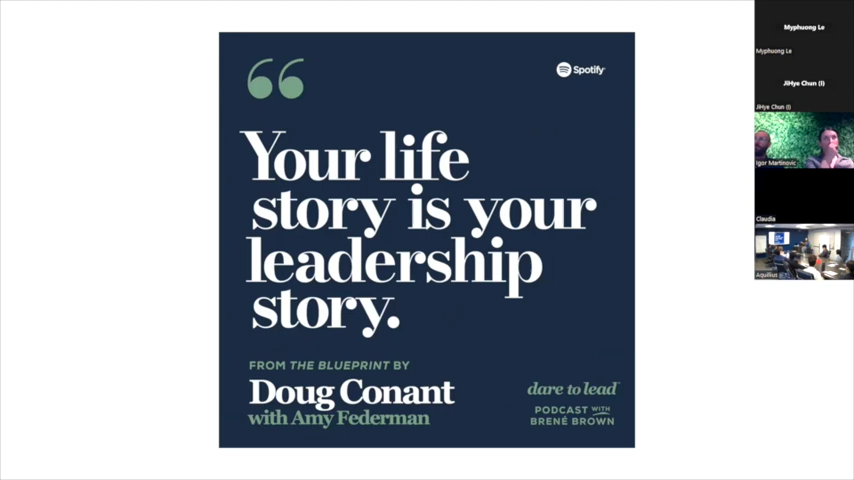 Spotify
Your life
story is your
leadership
story.
FROM THE BLUEPRINT BY
Doug Conant
with Amy Federman
dare to lead
PODCAST WITH
BRENÉ BROWN
Myphuong Le
Myphuong Le
JiHye Chun (I)
JiHye Chun (I)
Igor Martinovic
Claudia
Aquillius